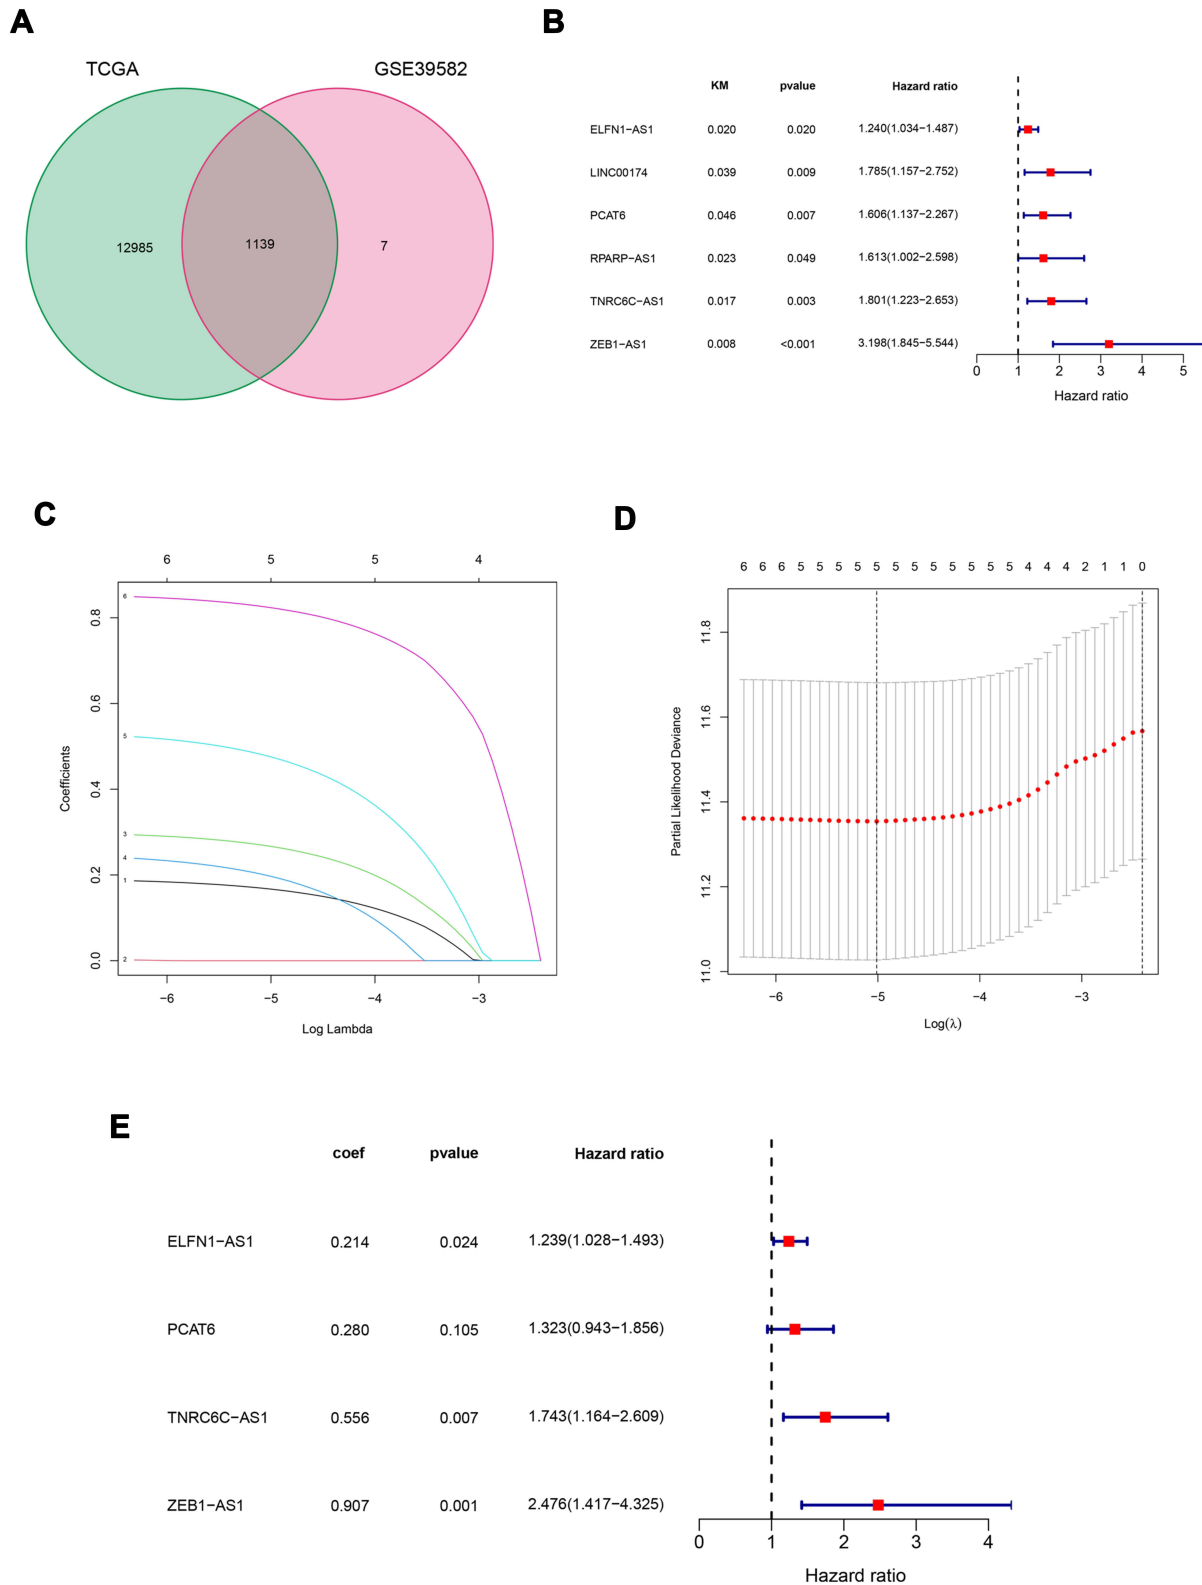 A
TCGA
GSE39582
12985
1139
7
B
KM pvalue Hazard ratio
ELFN1−AS1 0.020 0.020 1.240(1.034−1.487)
LINC00174 0.039 0.009 1.785(1.157−2.752)
PCAT6 0.046 0.007 1.606(1.137−2.267)
RPARP−AS1 0.023 0.049 1.613(1.002−2.598)
TNRC6C−AS1 0.017 0.003 1.801(1.223−2.653)
ZEB1−AS1 0.008 <0.001 3.198(1.845−5.544)
0 1 2 3 4 5
Hazard ratio
C
6 5 5 4
0.8
0.6
0.4
0.2
0.0
Coefficients
6
5
3
4
1
2
−6 −5 −4 −3
Log Lambda
D
6 6 6 5 5 5 5 5 5 5 5 5 5 5 5 4 4 4 2 1 1 0
11.8
11.6
11.4
11.2
11.0
Partial Likelihood Deviance
−6 −5 −4 −3
Log(λ)
E
coef pvalue Hazard ratio
ELFN1−AS1 0.214 0.024 1.239(1.028−1.493)
PCAT6 0.280 0.105 1.323(0.943−1.856)
TNRC6C−AS1 0.556 0.007 1.743(1.164−2.609)
ZEB1−AS1 0.907 0.001 2.476(1.417−4.325)
0 1 2 3 4
Hazard ratio